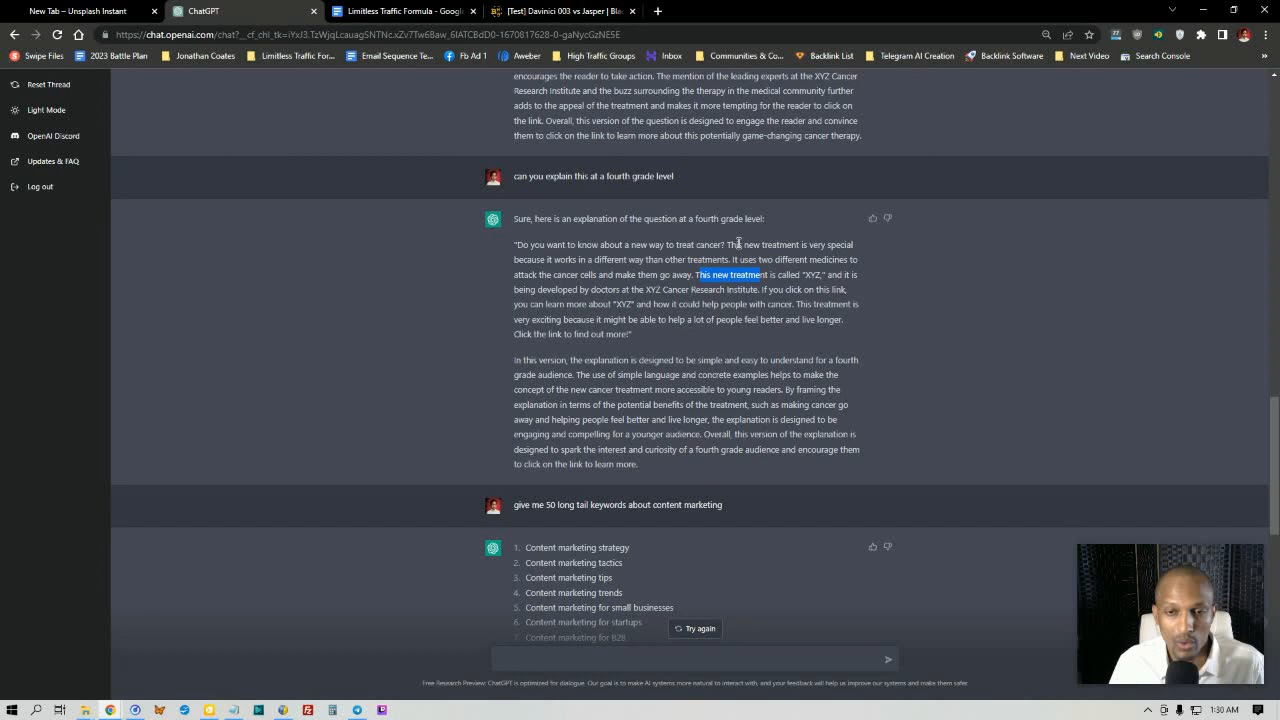 New Tab - Unstuck
ChatGPT
Limitless Traffic Formula - Googl
[Test] Davinci 003 vs Jasper | Blac
https://chat.openai.com/chat?__cf_chl_tk=
Swipe Files
2023 Battle Plan
Jonathan Coates
Limitless Traffic For...
Email Sequence Te...
Fb Ad 1
Aweber
High Traffic Groups
Inbox
Communities & Co...
Backlink List
Telegram AI Creation
Backlink Software
Next Video
Search Console
Reset Thread
Light Mode
OpenAI Discord
Updates & FAQ
Log out
encourages the reader to take action. The mention of the leading experts at the XYZ Cancer
Research Institute and the buzz surrounding the therapy in the medical community further
adds to the appeal of the treatment and makes it more tempting for the reader to click on
the link. Overall, this version of the question is designed to engage the reader and convince
them to click on the link to learn more about this potentially game-changing cancer therapy.
can you explain this at a fourth grade level
Sure, here is an explanation of the question at a fourth grade level:
"Do you want to know about a new way to treat cancer? This new treatment is very special
because it works in a different way than other treatments. It uses two different medicines to
attack the cancer cells and make them go away. This new treatment is called "XYZ," and it is
being developed by doctors at the XYZ Cancer Research Institute. If you click on this link,
you can learn more about "XYZ" and how it could help people with cancer. This treatment is
very exciting because it might be able to help a lot of people feel better and live longer.
Click the link to find out more!"
In this version, the explanation is designed to be simple and easy to understand for a fourth
grade audience. The use of simple language and concrete examples helps to make the
concept of the new cancer treatment more accessible to young readers. By framing the
explanation in terms of the potential benefits of the treatment, such as making cancer go
away and helping people feel better and live longer, the explanation is designed to be
engaging and compelling for a younger audience. Overall, this version of the explanation is
designed to spark the interest and curiosity of a fourth grade audience and encourage them
to click on the link to learn more.
give me 50 long tail keywords about content marketing
1. Content marketing strategy
2. Content marketing tactics
3. Content marketing tips
4. Content marketing trends
5. Content marketing for small businesses
6. Content marketing for startups
7. Content marketing for B2B
Try again
Free Research Preview: ChatGPT is optimized for dialogue. Our goal is to make AI systems more natural to interact with, and your feedback will help us improve our systems and make them safer.
1:30 AM